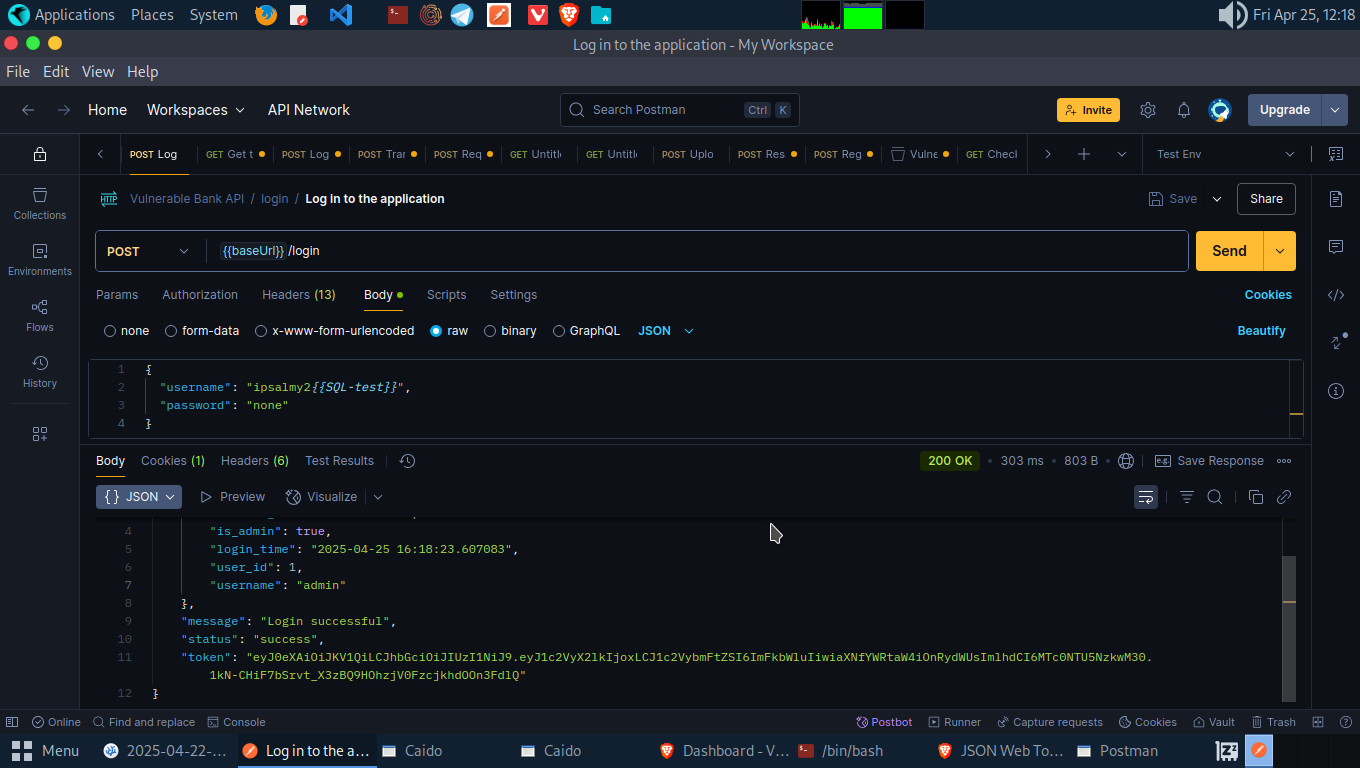 Applications Places System Fri Apr 25, 12:18
Log in to the application - My Workspace
File Edit View Help
Home Workspaces API Network Search Postman Ctrl K Invite Upgrade
POST Log GET Get t POST Log POST Trar POST Req GET Untitl GET Untitl POST Uplo POST Res POST Reg Vulne GET Checl Test Env
Vulnerable Bank API / login / Log in to the application Save Share
Collections
POST {{baseUrl}}/login Send
Environments
Params Authorization Headers (13) Body Scripts Settings Cookies
Flows
none form-data x-www-form-urlencoded raw binary GraphQL JSON Beautify
History
1 {
2 "username": "ipsalmy2{{SQL-test}}",
3 "password": "none"
4 }
Body Cookies (1) Headers (6) Test Results 200 OK • 303 ms • 803 B e.g. Save Response
{} JSON Preview Visualize
4 "is_admin": true,
5 "login_time": "2025-04-25 16:18:23.607083",
6 "user_id": 1,
7 "username": "admin"
8 },
9 "message": "Login successful",
10 "status": "success",
11 "token": "eyJ0eXAiOiJKV1QiLCJhbGciOiJIUzI1NiJ9.eyJ1c2VyX2lkIjoxLCJ1c2VybmFtZSI6ImFkbWluIiwiaXNfYWRtaW4iOnRydWUsImlhdCI6MTc0NTU5NzkwM30.
1kN-CHiF7bSrvt_X3zBQ9HOhzjV0FzcjkhdOOn3FdlQ"
12 }
Online Find and replace Console Postbot Runner Capture requests Cookies Vault Trash
Menu 2025-04-22-... Log in to the a... Caido Caido Dashboard - V... /bin/bash JSON Web To... Postman